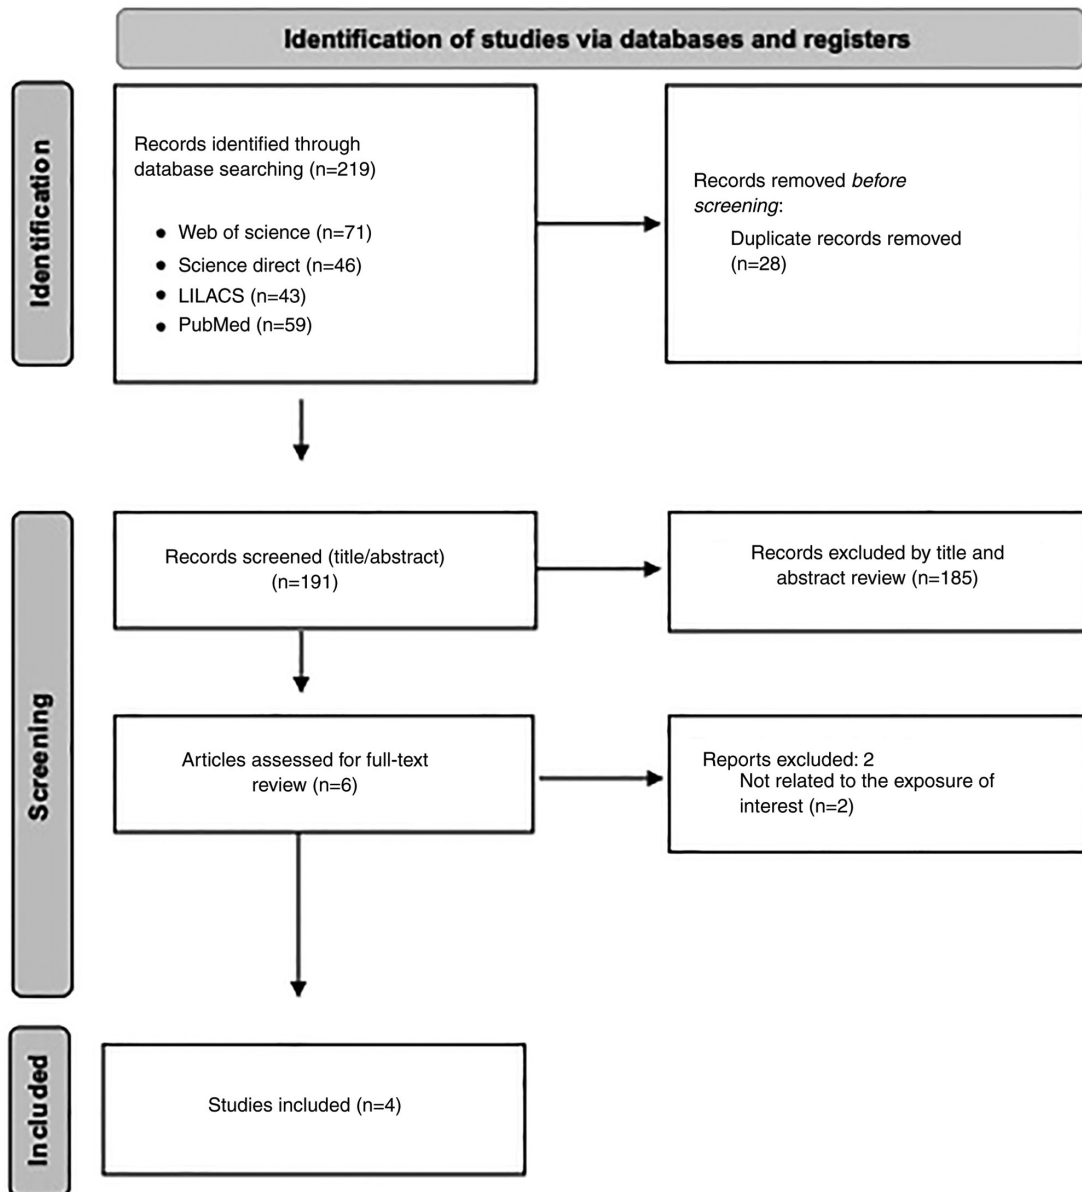 Identification of studies via databases and registers
Identification
Records identified through
database searching (n=219)
● Web of science (n=71)
● Science direct (n=46)
● LILACS (n=43)
● PubMed (n=59)
Records removed before
screening:
Duplicate records removed
(n=28)
Screening
Records screened (title/abstract)
(n=191)
Records excluded by title and
abstract review (n=185)
Articles assessed for full-text
review (n=6)
Reports excluded: 2
Not related to the exposure of
interest (n=2)
Included
Studies included (n=4)